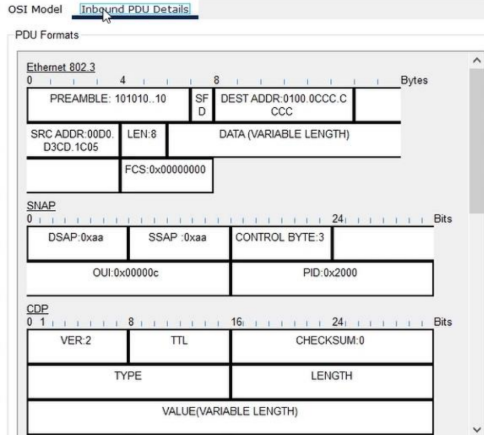 OSI Model Inbound PDU Details
PDU Formats
Ethernet 802.3
0 4 8 Bytes
PREAMBLE: 101010..10 SF DEST ADDR:0100.0CCC.C
D CCC
SRC ADDR:00D0. LEN:8 DATA (VARIABLE LENGTH)
D3CD.1C05
FCS:0x00000000
SNAP
0 24 Bits
DSAP:0xaa SSAP :0xaa CONTROL BYTE:3
OUI:0x00000c PID:0x2000
CDP
0 1 8 16 24 Bits
VER:2 TTL CHECKSUM:0
TYPE LENGTH
VALUE(VARIABLE LENGTH)